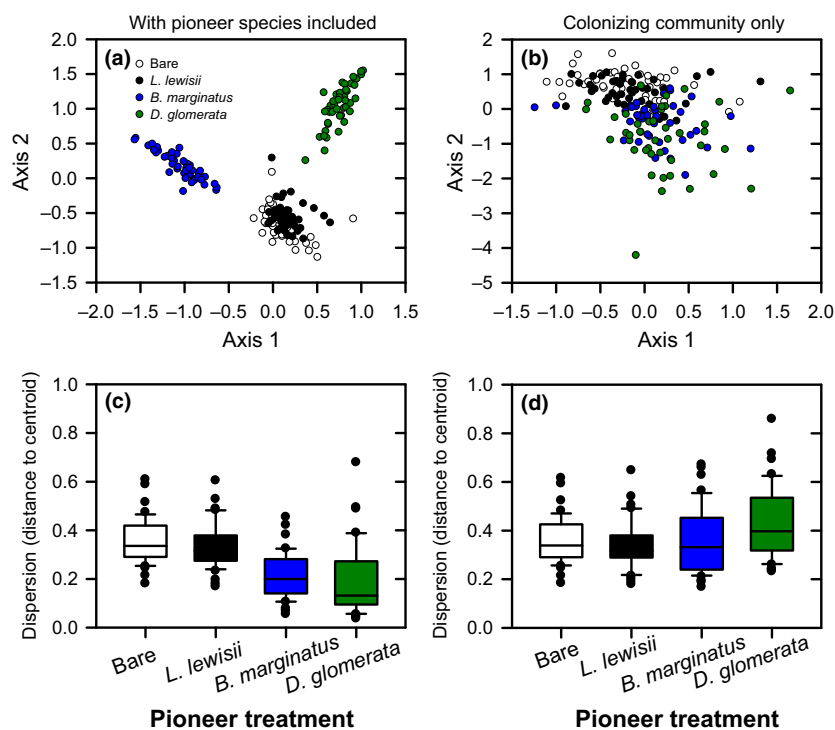 With pioneer species included
Colonizing community only
(a)
Bare
L. lewisii
B. marginatus
D. glomerata
2.0
1.5
1.0
0.5
0.0
–0.5
–1.0
–1.5
Axis 2
–2.0 –1.5 –1.0 –0.5 0.0 0.5 1.0 1.5
Axis 1
(b)
2
1
0
–1
–2
–3
–4
–5
Axis 2
–1.5 –1.0 –0.5 0.0 0.5 1.0 1.5 2.0
Axis 1
(c)
1.0
0.8
0.6
0.4
0.2
0.0
Dispersion (distance to centroid)
Bare
L. lewisii
B. marginatus
D. glomerata
Pioneer treatment
(d)
1.0
0.8
0.6
0.4
0.2
0.0
Dispersion (distance to centroid)
Bare
L. lewisii
B. marginatus
D. glomerata
Pioneer treatment